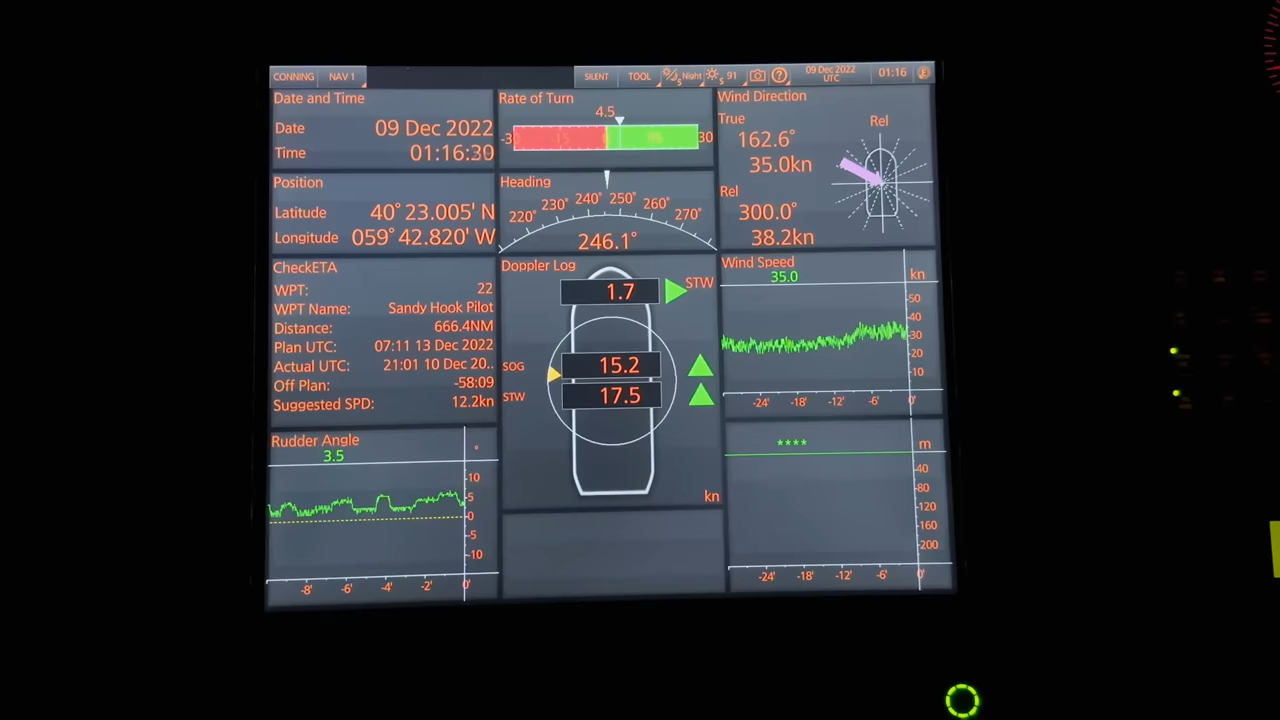 CONNING NAV 1 SILENT TOOL Night 91 ? 09 Dec 2022 UTC 01:16
Date and Time
Date 09 Dec 2022
Time 01:16:30
Position
Latitude 40° 23.005' N
Longitude 059° 42.820' W
CheckETA
WPT: 22
WPT Name: Sandy Hook Pilot
Distance: 666.4NM
Plan UTC: 07:11 13 Dec 2022
Actual UTC: 21:01 10 Dec 20..
Off Plan: -58:09
Suggested SPD: 12.2kn
Rudder Angle
3.5
°
10
5
0
-5
-10
-8' -6' -4' -2' 0'
Rate of Turn
4.5
-30 15 30
Heading
220° 230° 240° 250° 260° 270°
246.1°
Doppler Log
1.7 STW
SOG 15.2
STW 17.5
kn
Wind Direction
True
162.6°
35.0kn
Rel
Rel
300.0°
38.2kn
Wind Speed
35.0 kn
50
40
30
20
10
-24' -18' -12' -6' 0'
**** m
40
80
120
160
200
-24' -18' -12' -6' 0'